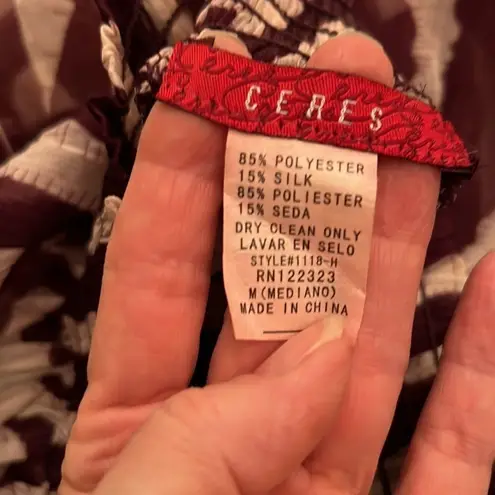 CERES
85% POLYESTER
15% SILK
85% POLIESTER
15% SEDA
DRY CLEAN ONLY
LAVAR EN SELO
STYLE#1118-H
RN122323
M(MEDIANO)
MADE IN CHINA